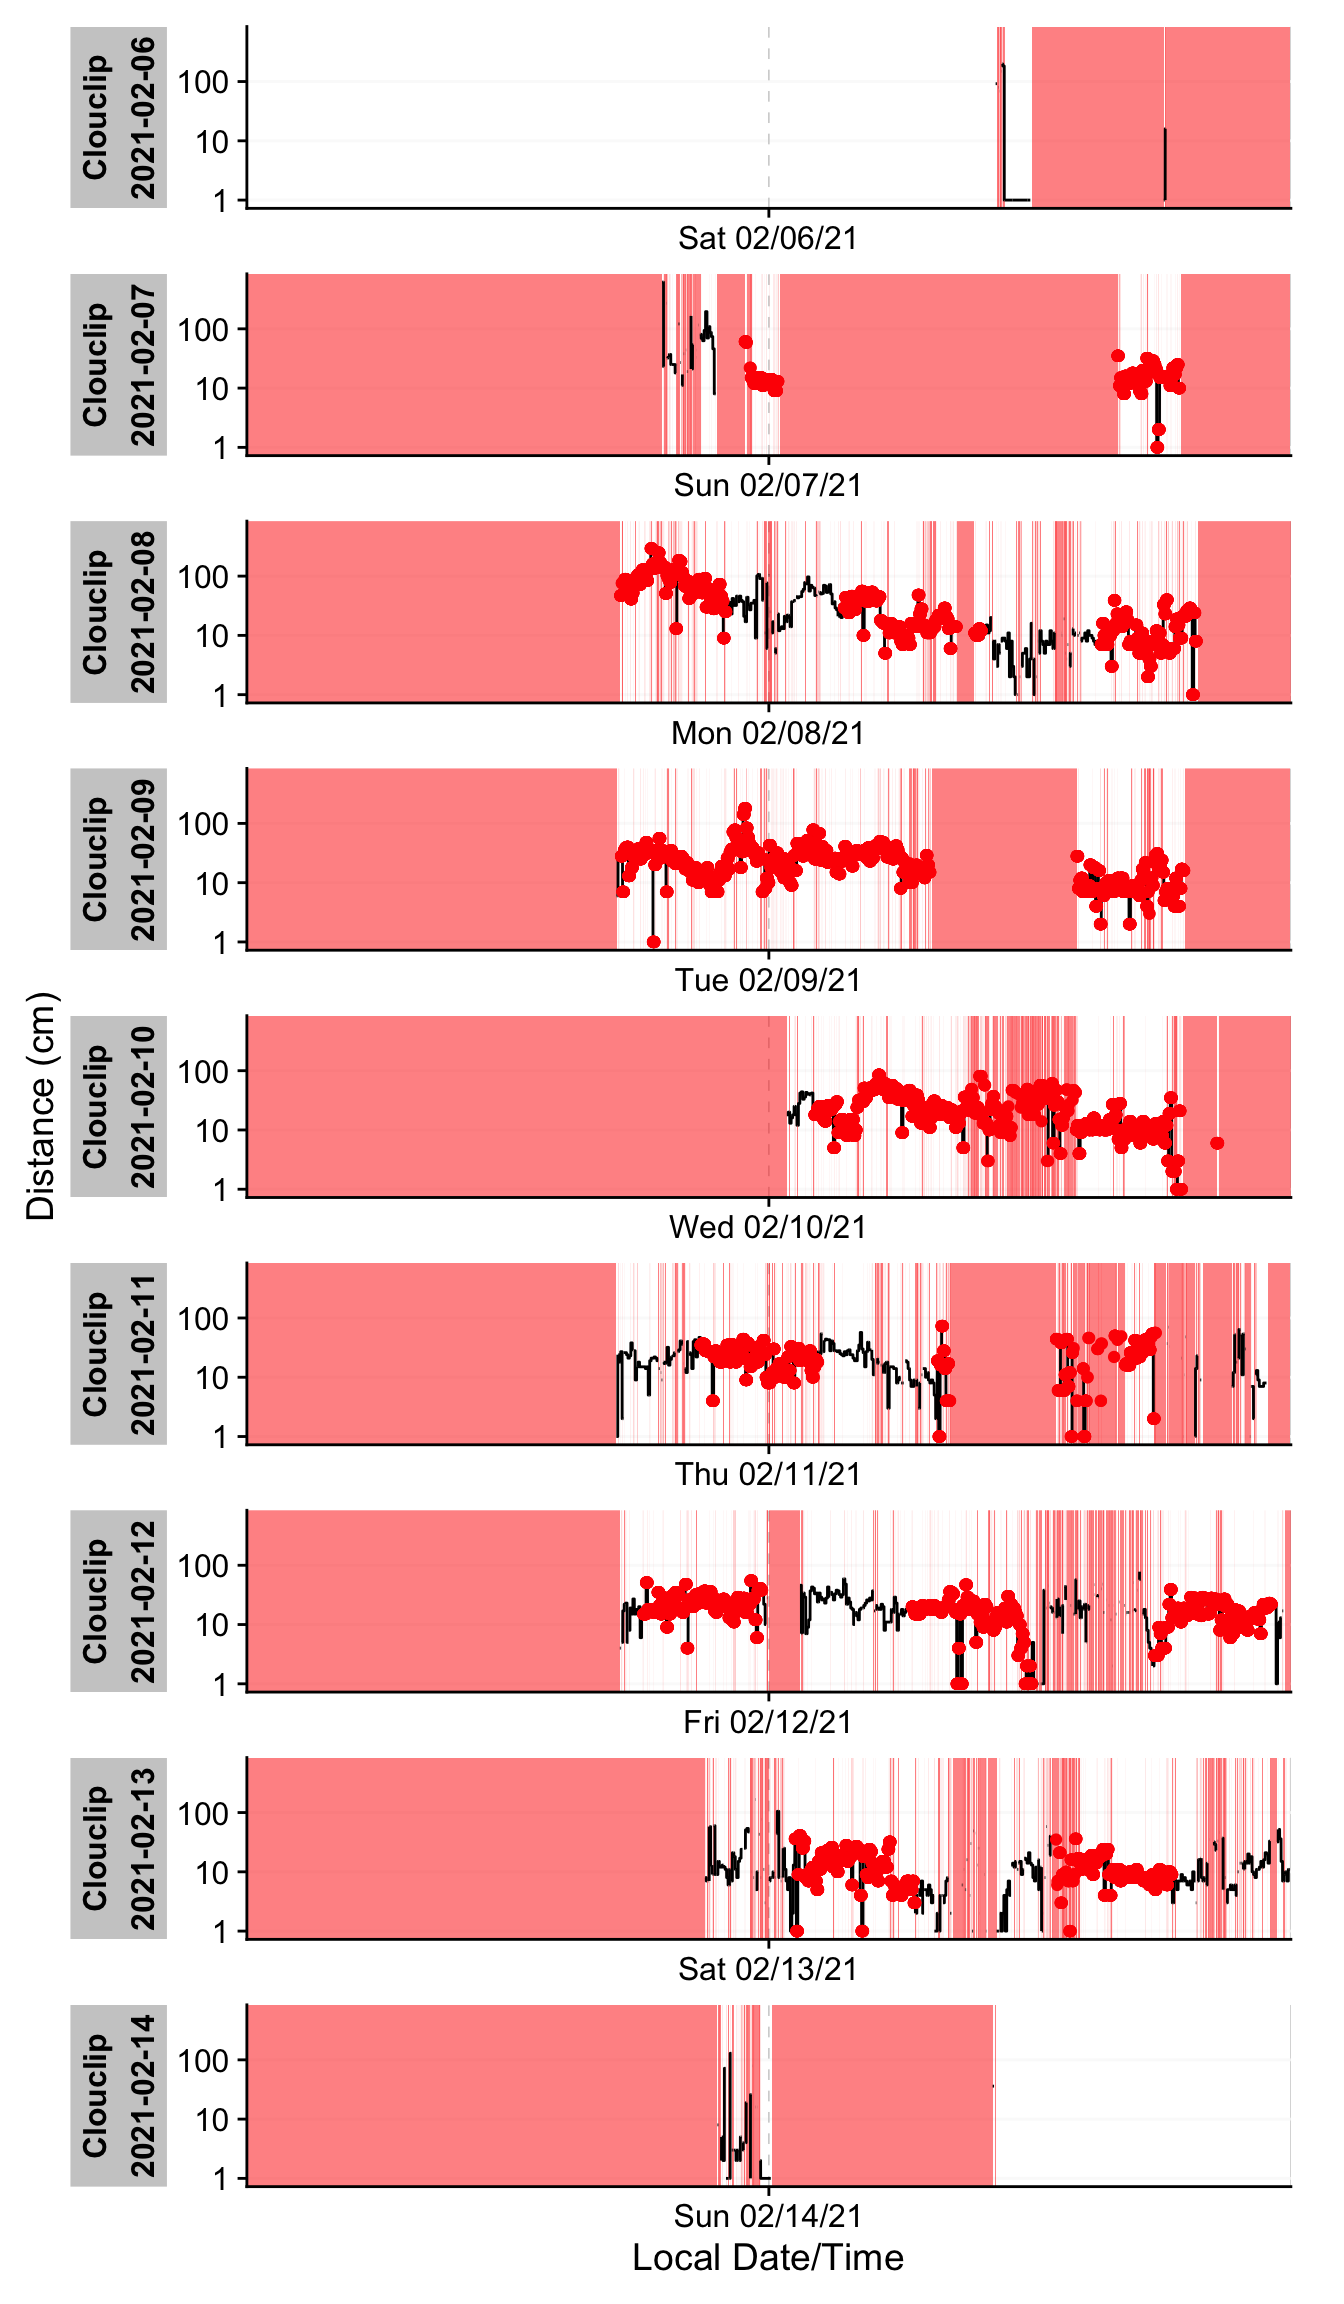 Distance (cm)
Clouclip
2021-02-06
100
10
1
Sat 02/06/21
Clouclip
2021-02-07
100
10
1
Sun 02/07/21
Clouclip
2021-02-08
100
10
1
Mon 02/08/21
Clouclip
2021-02-09
100
10
1
Tue 02/09/21
Clouclip
2021-02-10
100
10
1
Wed 02/10/21
Clouclip
2021-02-11
100
10
1
Thu 02/11/21
Clouclip
2021-02-12
100
10
1
Fri 02/12/21
Clouclip
2021-02-13
100
10
1
Sat 02/13/21
Clouclip
2021-02-14
100
10
1
Sun 02/14/21
Local Date/Time